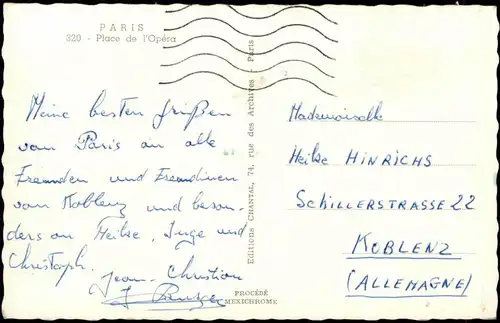 PARIS
320 - Place de l'Opéra
Meine besten Grißen
vom Paris an alle
Freunden und Freundinnen
von Koblenz und beson-
ders an Heike, Inge und
Christoph.
Jean-Christian
Editions CHANTAL, 74, rue des Archives - Paris
PROCÉDÉ
MEXICHROME
Mademoiselle
Heike HINRICHS
SCHILLERSTRASSE 22
KOBLENZ
(ALLEMAGNE)